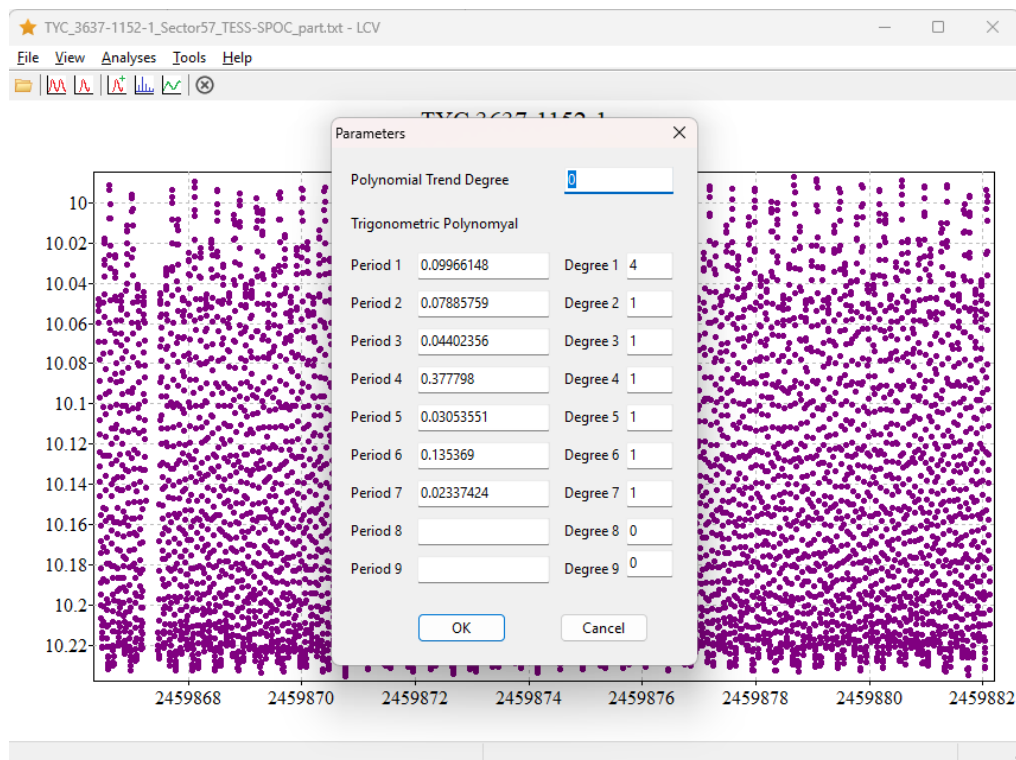 TYC_3637-1152-1_Sector57_TESS-SPOC_part.txt - LCV
File View Analyses Tools Help
TYC 3637-1152-1
Parameters
Polynomial Trend Degree 0
Trigonometric Polynomyal
Period 1 0.09966148 Degree 1 4
Period 2 0.07885759 Degree 2 1
Period 3 0.04402356 Degree 3 1
Period 4 0.377798 Degree 4 1
Period 5 0.03053551 Degree 5 1
Period 6 0.135369 Degree 6 1
Period 7 0.02337424 Degree 7 1
Period 8 Degree 8 0
Period 9 Degree 9 0
OK Cancel
10
10.02
10.04
10.06
10.08
10.1
10.12
10.14
10.16
10.18
10.2
10.22
2459868 2459870 2459872 2459874 2459876 2459878 2459880 2459882